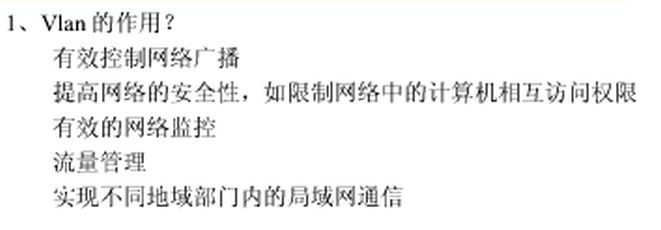 1、Vlan 的作用？
有效控制网络广播
提高网络的安全性，如限制网络中的计算机相互访问权限
有效的网络监控
流量管理
实现不同地域部门内的局域网通信